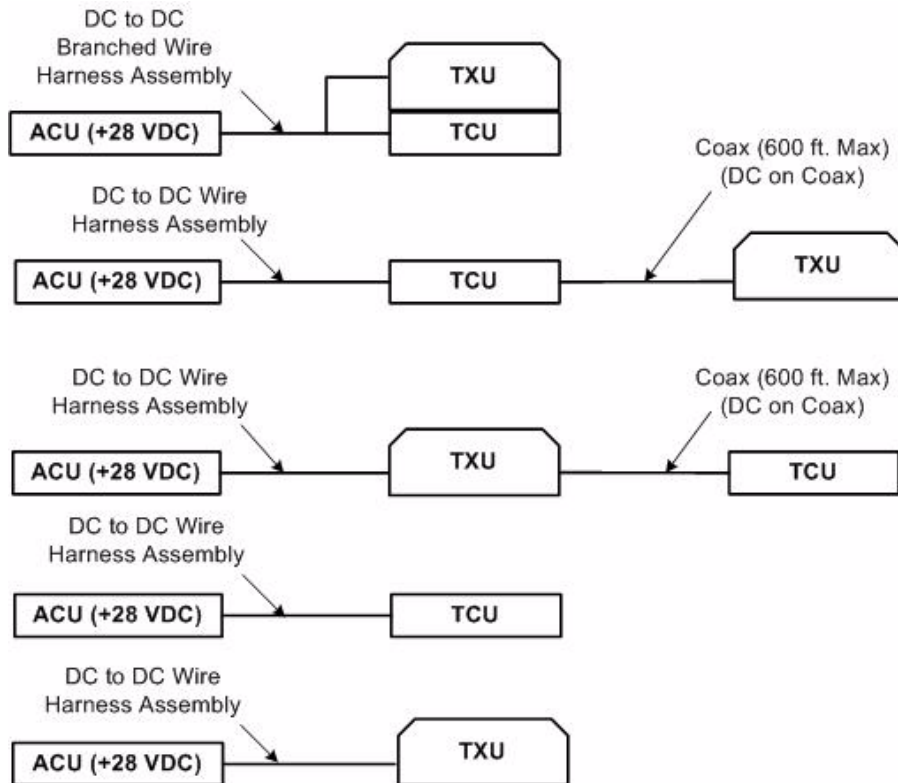 DC to DC
Branched Wire
Harness Assembly
TXU
ACU (+28 VDC)
TCU
Coax (600 ft. Max)
(DC on Coax)
DC to DC Wire
Harness Assembly
ACU (+28 VDC)
TCU
TXU
DC to DC Wire
Harness Assembly
Coax (600 ft. Max)
(DC on Coax)
ACU (+28 VDC)
TXU
TCU
DC to DC Wire
Harness Assembly
ACU (+28 VDC)
TCU
DC to DC Wire
Harness Assembly
ACU (+28 VDC)
TXU